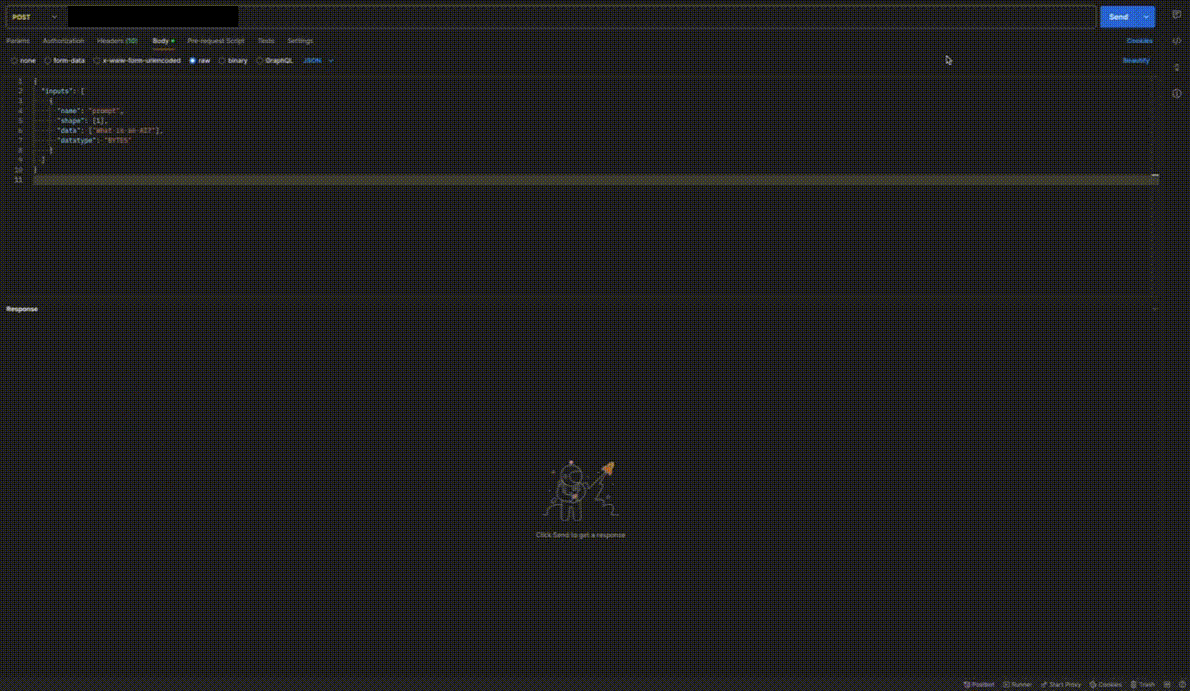 POST
Send
Params Authorization Headers (10) Body Pre-request Script Tests Settings
Cookies
none form-data x-www-form-urlencoded raw binary GraphQL JSON
Beautify
1 {
2 "inputs": [
3 {
4 "name": "prompt",
5 "shape": [1],
6 "data": ["What is an AI?"],
7 "datatype": "BYTES"
8 }
9 ]
10 }
11
Response
Click Send to get a response
Postbot Runner Start Proxy Cookies Trash